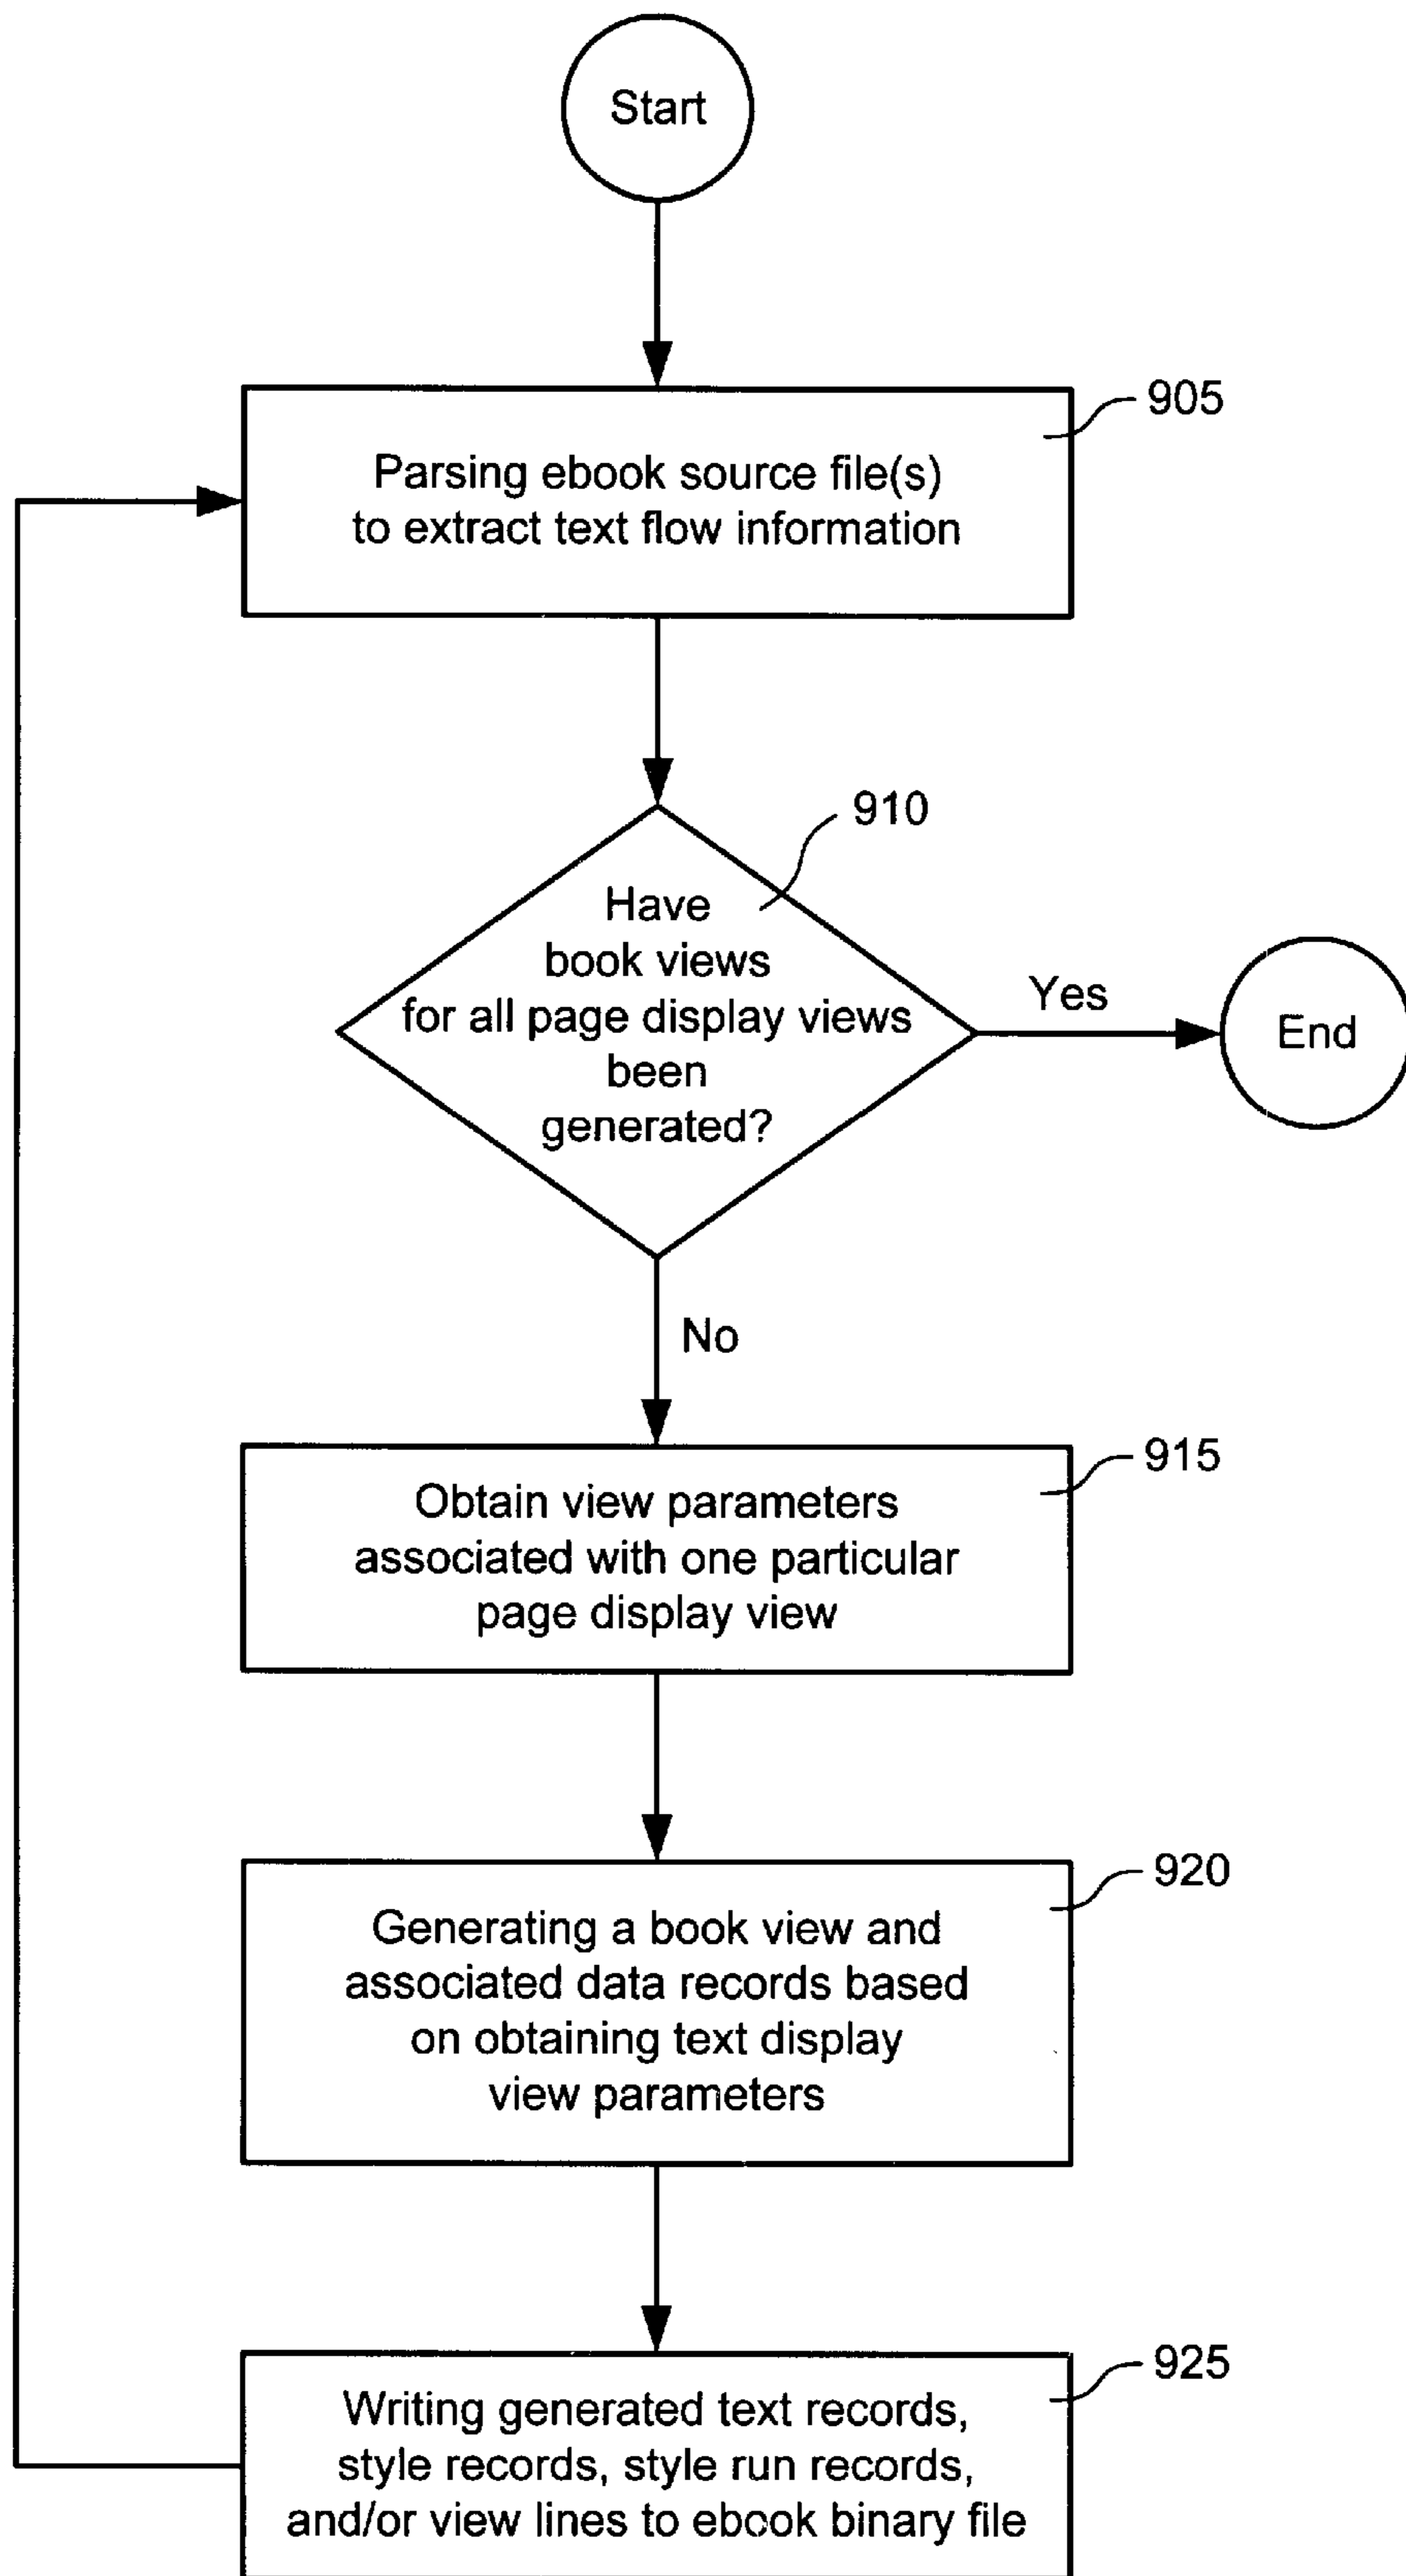 Start
905
Parsing ebook source file(s)
to extract text flow information
910
Have
book views
for all page display views
been
generated?
Yes
End
No
915
Obtain view parameters
associated with one particular
page display view
920
Generating a book view and
associated data records based
on obtaining text display
view parameters
925
Writing generated text records,
style records, style run records,
and/or view lines to ebook binary file